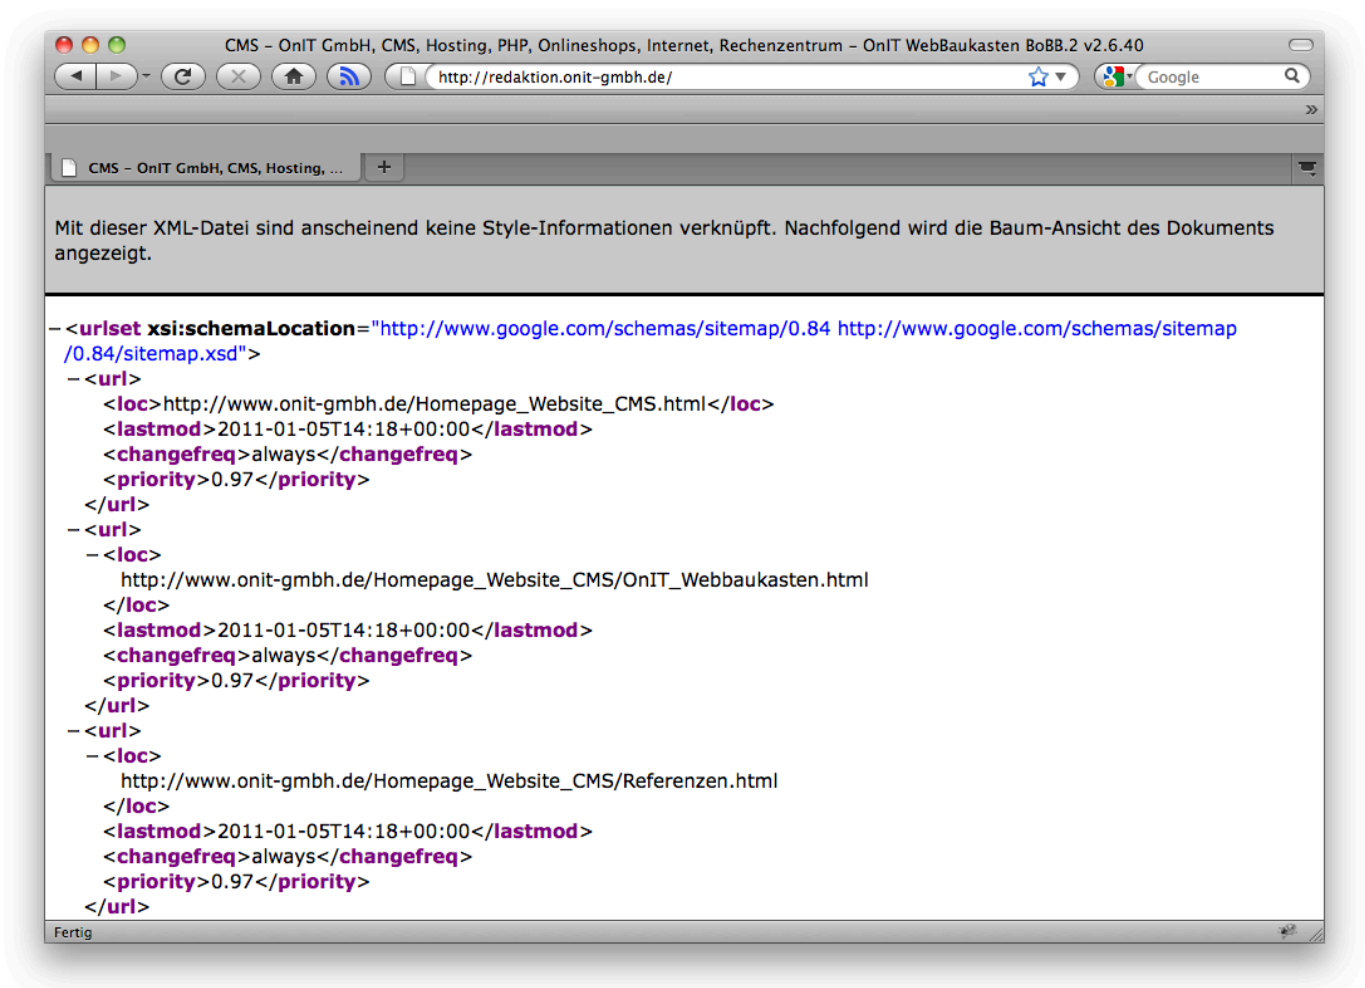 CMS – OnIT GmbH, CMS, Hosting, PHP, Onlineshops, Internet, Rechenzentrum – OnIT WebBaukasten BoBB.2 v2.6.40
http://redaktion.onit-gmbh.de/
Google
»
CMS – OnIT GmbH, CMS, Hosting, ...
+
Mit dieser XML-Datei sind anscheinend keine Style-Informationen verknüpft. Nachfolgend wird die Baum-Ansicht des Dokuments
angezeigt.
–<urlset xsi:schemaLocation="http://www.google.com/schemas/sitemap/0.84 http://www.google.com/schemas/sitemap
/0.84/sitemap.xsd">
–<url>
<loc>http://www.onit-gmbh.de/Homepage_Website_CMS.html</loc>
<lastmod>2011-01-05T14:18+00:00</lastmod>
<changefreq>always</changefreq>
<priority>0.97</priority>
</url>
–<url>
–<loc>
http://www.onit-gmbh.de/Homepage_Website_CMS/OnIT_Webbaukasten.html
</loc>
<lastmod>2011-01-05T14:18+00:00</lastmod>
<changefreq>always</changefreq>
<priority>0.97</priority>
</url>
–<url>
–<loc>
http://www.onit-gmbh.de/Homepage_Website_CMS/Referenzen.html
</loc>
<lastmod>2011-01-05T14:18+00:00</lastmod>
<changefreq>always</changefreq>
<priority>0.97</priority>
</url>
Fertig